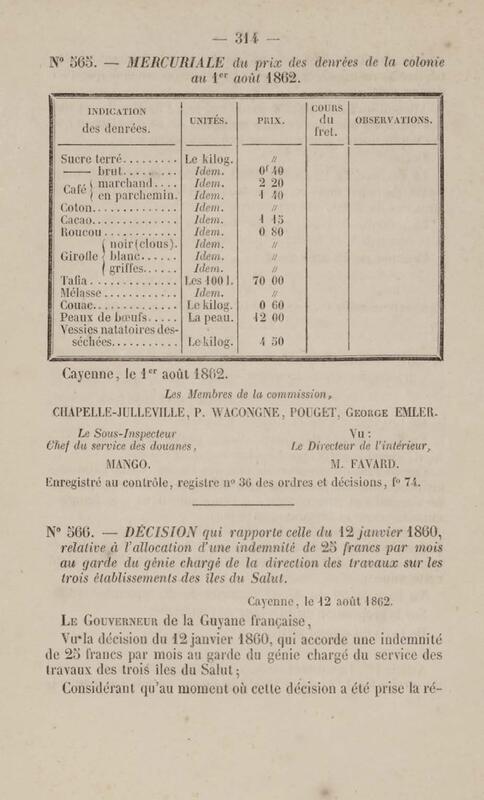 — 314 —
N° 565. — MERCURIALE du prix des denrées de la colonie
au 1er août 1862.
INDICATION des denrées. UNITÉS. PRIX. COURS du fret. OBSERVATIONS.
Sucre terré......... Le kilog. //
—— brut......... Idem. 0f 40
Café { marchand.... Idem. 2 20
{ en parchemin. Idem. 1 40
Coton.............. Idem. //
Cacao.............. Idem. 1 15
Roucou............. Idem. 0 80
Girofle { noir (clous). Idem. //
{ blanc...... Idem. //
{ griffes...... Idem. //
Tafia.............. Les 100 l. 70 00
Mélasse............ Idem. //
Couac.............. Le kilog. 0 60
Peaux de bœufs..... La peau. 12 00
Vessies natatoires des-
séchées........... Le kilog. 4 50
Cayenne, le 1er août 1862.
Les Membres de la commission,
CHAPELLE-JULLEVILLE, P. WACONGNE, POUGET, GEORGE EMLER.
Le Sous-Inspecteur Vu :
Chef du service des douanes, Le Directeur de l'intérieur,
MANGO. M. FAVARD.
Enregistré au contrôle, registre n° 36 des ordres et décisions, f° 74.
N° 566. — DÉCISION qui rapporte celle du 12 janvier 1860,
relative à l'allocation d'une indemnité de 25 francs par mois
au garde du génie chargé de la direction des travaux sur les
trois établissements des îles du Salut.
Cayenne, le 12 août 1862.
LE GOUVERNEUR de la Guyane française,
Vu la décision du 12 janvier 1860, qui accorde une indemnité
de 25 francs par mois au garde du génie chargé du service des
travaux des trois îles du Salut ;
Considérant qu'au moment où cette décision a été prise la ré-